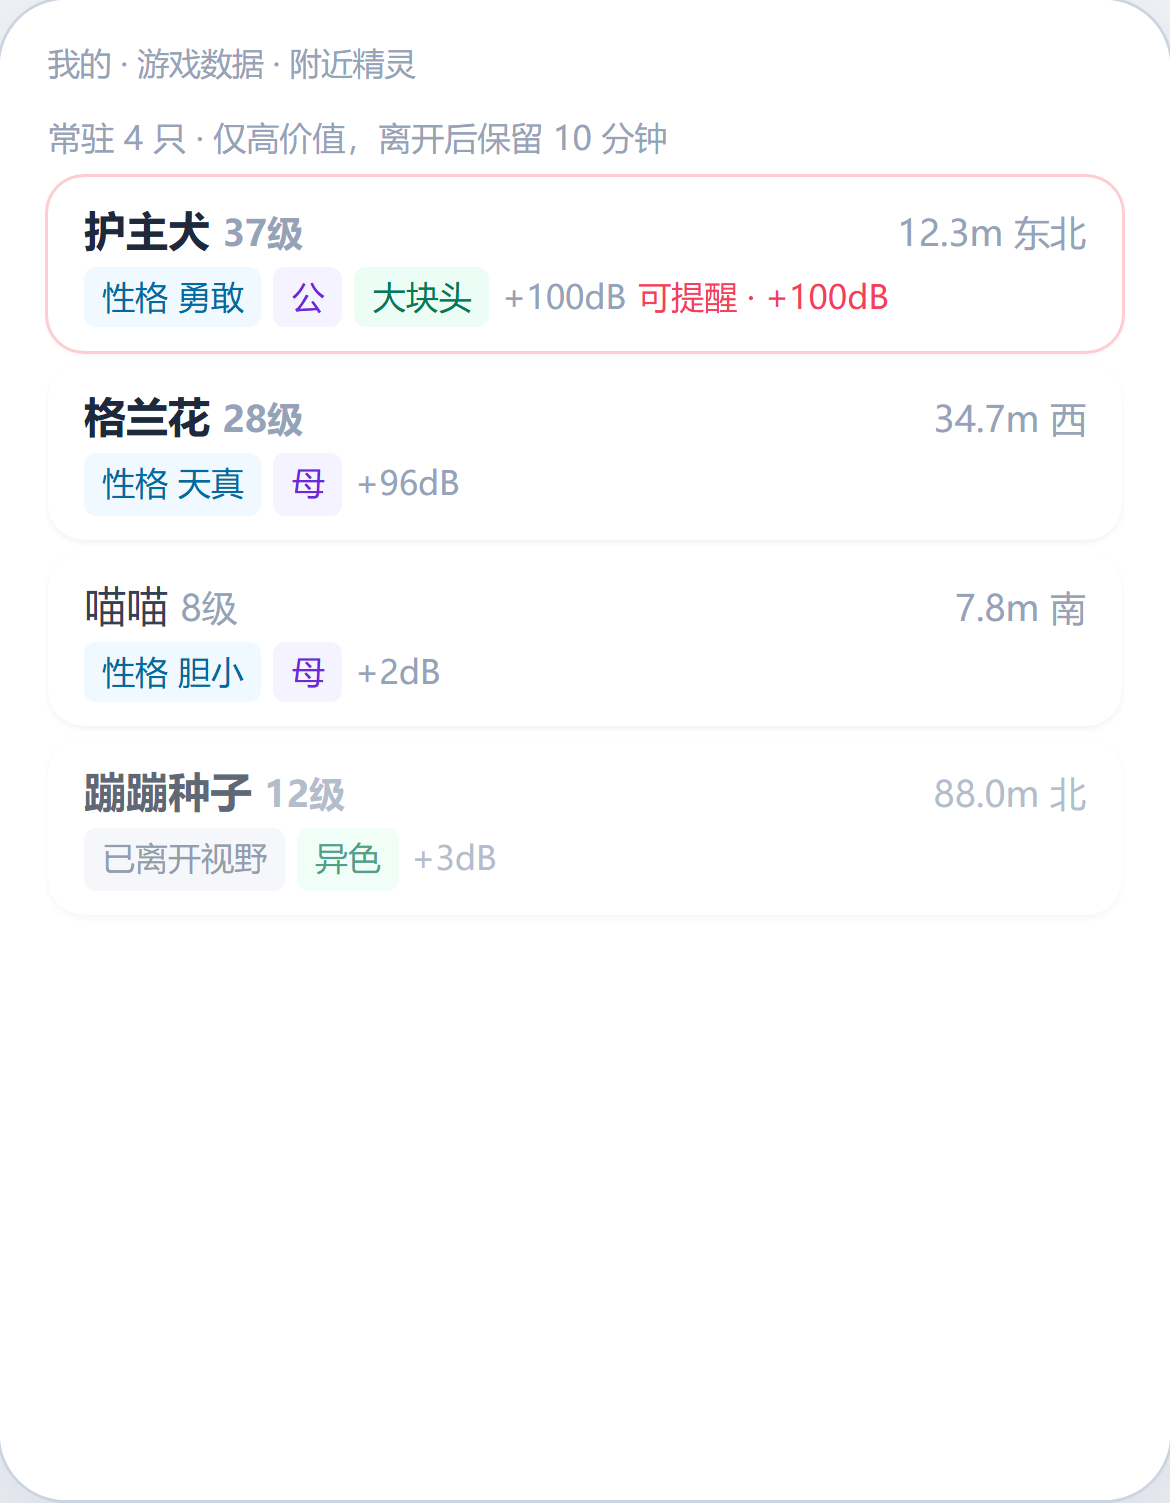 我的 · 游戏数据 · 附近精灵
常驻 4 只 · 仅高价值，离开后保留 10 分钟
护主犬 37级 12.3m 东北
性格 勇敢 公 大块头 +100dB 可提醒 · +100dB
格兰花 28级 34.7m 西
性格 天真 母 +96dB
喵喵 8级 7.8m 南
性格 胆小 母 +2dB
蹦蹦种子 12级 88.0m 北
已离开视野 异色 +3dB